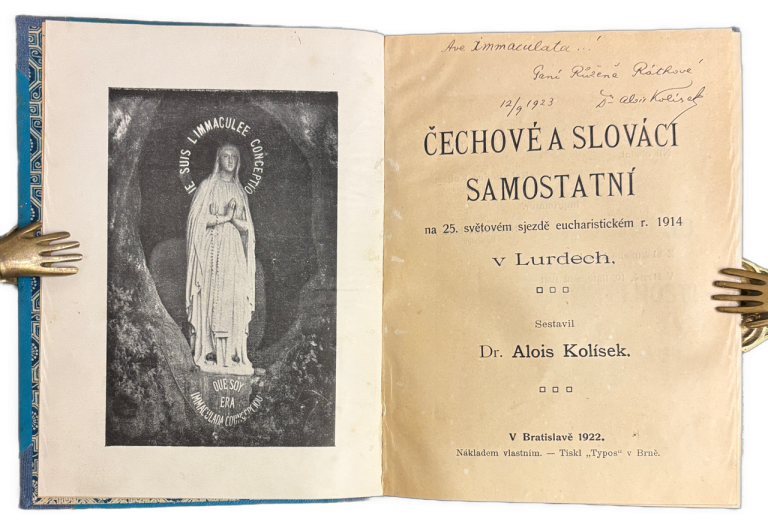 JE SUIS L'IMMACULEE CONCEPTIO
QUE SOY
ERA
IMMACULADA COUNCEPCIOU
Ave Immaculata...!
Paní Růženě Rátkové
12/9 1923 Dr. Alois Kolísek
ČECHOVÉ A SLOVÁCI
SAMOSTATNÍ
na 25. světovém sjezdě eucharistickém r. 1914
v Lurdech.
Sestavil
Dr. Alois Kolísek.
V Bratislavě 1922.
Nákladem vlastním. — Tiskl „Typos" v Brně.